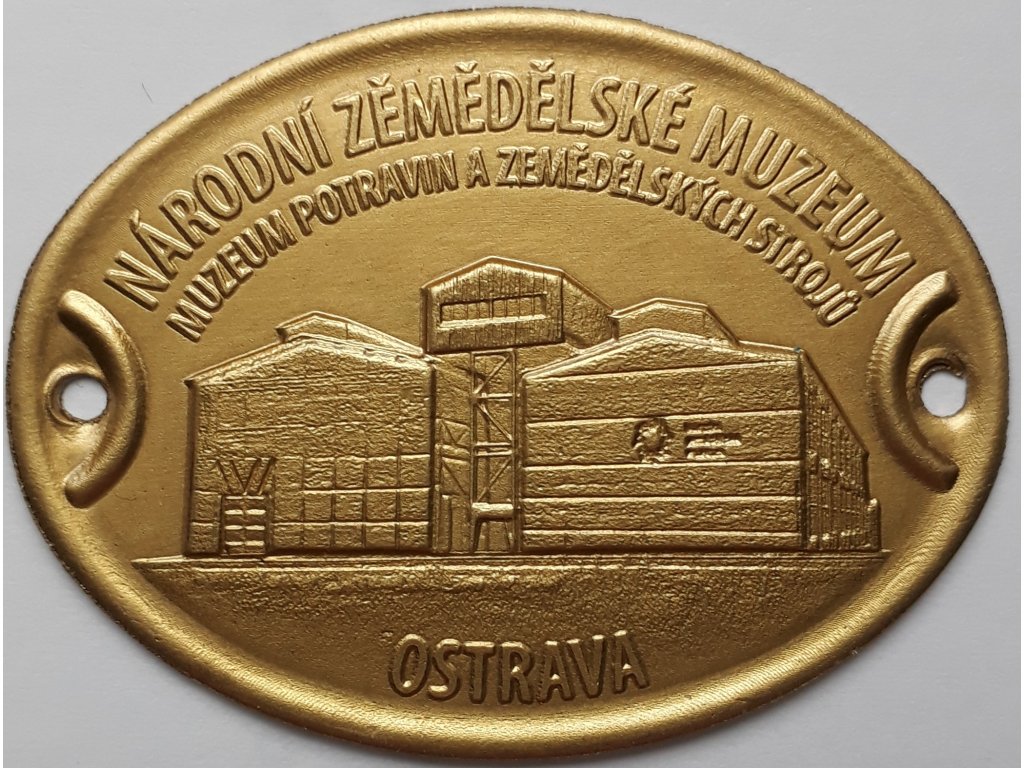 NÁRODNÍ ZĚMĚDĚLSKÉ MUZEUM
MUZEUM POTRAVIN A ZEMĚDĚLSKÝCH STROJŮ
OSTRAVA